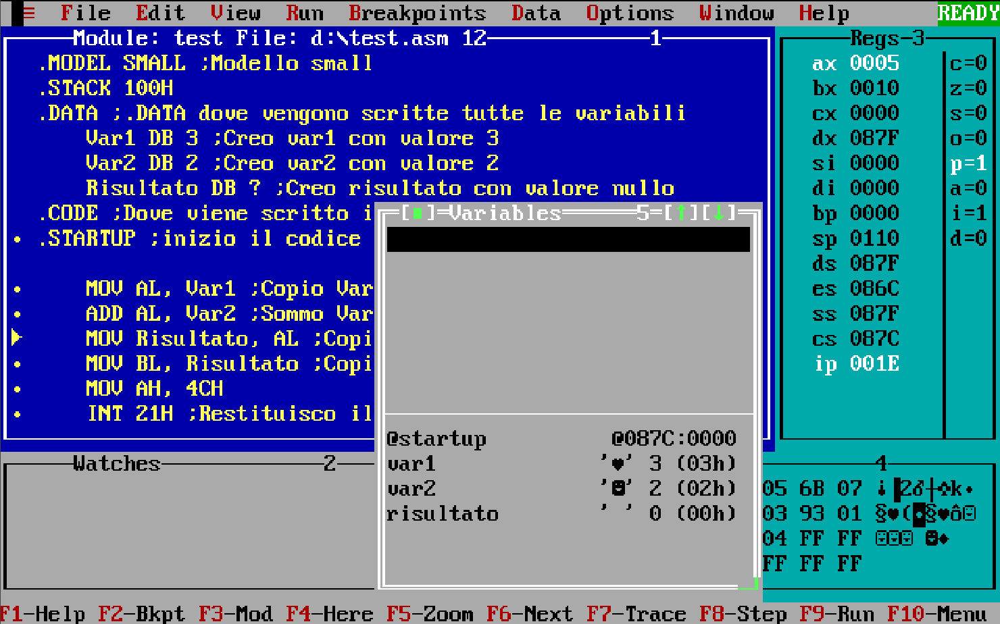 ≡ File Edit View Run Breakpoints Data Options Window Help READY
Module: test File: d:\test.asm 12 1
.MODEL SMALL ;Modello small
.STACK 100H
.DATA ;.DATA dove vengono scritte tutte le variabili
Var1 DB 3 ;Creo var1 con valore 3
Var2 DB 2 ;Creo var2 con valore 2
Risultato DB ? ;Creo risultato con valore nullo
.CODE ;Dove viene scritto i
.STARTUP ;inizio il codice
MOV AL, Var1 ;Copio Var
ADD AL, Var2 ;Sommo Var
MOV Risultato, AL ;Copi
MOV BL, Risultato ;Copi
MOV AH, 4CH
INT 21H ;Restituisco il
Regs 3
ax 0005 c=0
bx 0010 z=0
cx 0000 s=0
dx 087F o=0
si 0000 p=1
di 0000 a=0
bp 0000 i=1
sp 0110 d=0
ds 087F
es 086C
ss 087F
cs 087C
ip 001E
[■]=Variables 5=[↑][↓]
@startup @087C:0000
var1 '♥' 3 (03h)
var2 '☻' 2 (02h)
risultato ' ' 0 (00h)
Watches 2
4
05 6B 07
03 93 01
04 FF FF
FF FF FF
F1-Help F2-Bkpt F3-Mod F4-Here F5-Zoom F6-Next F7-Trace F8-Step F9-Run F10-Menu